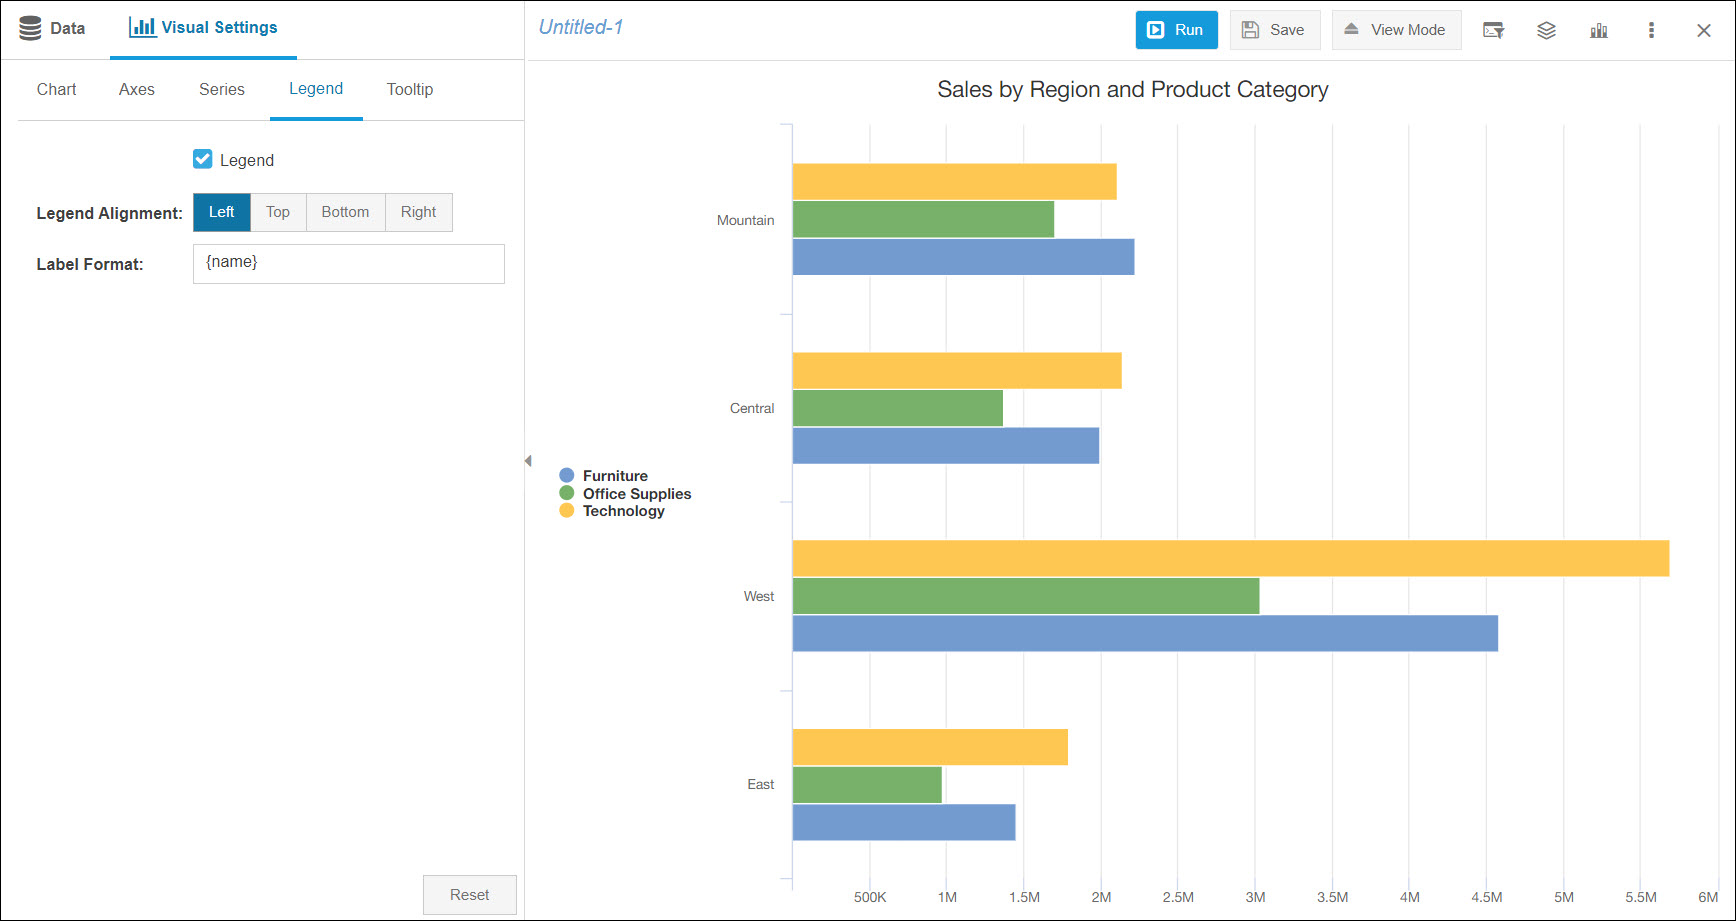 Data Visual Settings
Untitled-1
Run Save View Mode
Chart Axes Series Legend Tooltip
Legend
Legend Alignment: Left Top Bottom Right
Label Format: {name}
Reset
Sales by Region and Product Category
Mountain
Central
Furniture
Office Supplies
Technology
West
East
500K 1M 1.5M 2M 2.5M 3M 3.5M 4M 4.5M 5M 5.5M 6M